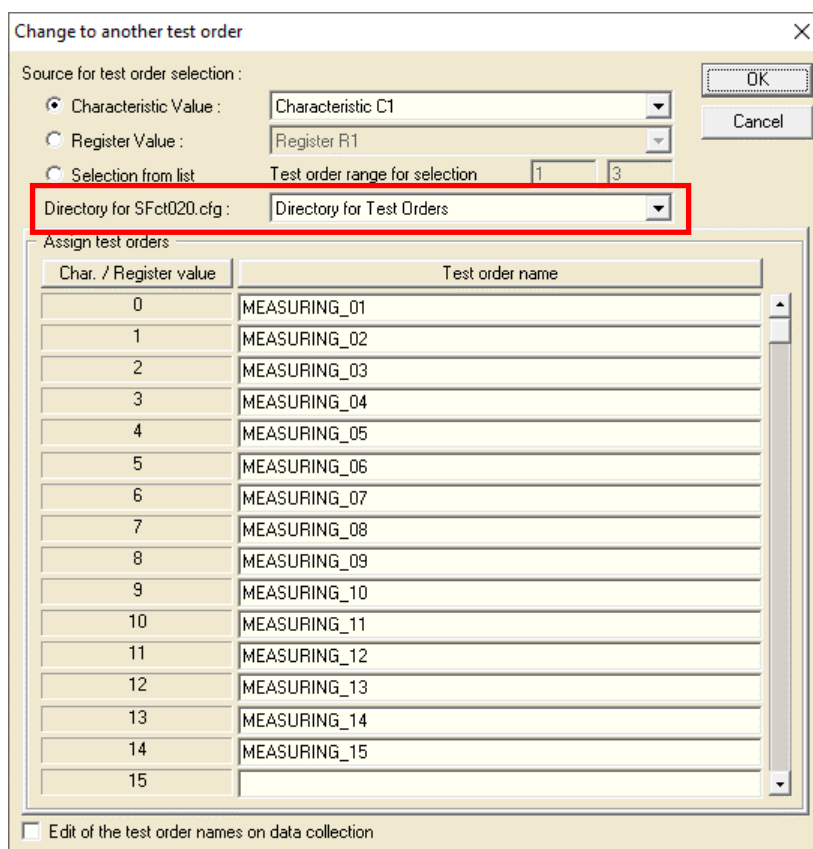 Change to another test order
Source for test order selection :
OK
Characteristic Value : Characteristic C1
Cancel
Register Value : Register R1
Selection from list Test order range for selection 1 3
Directory for SFct020.cfg : Directory for Test Orders
Assign test orders
Char. / Register value Test order name
0 MEASURING_01
1 MEASURING_02
2 MEASURING_03
3 MEASURING_04
4 MEASURING_05
5 MEASURING_06
6 MEASURING_07
7 MEASURING_08
8 MEASURING_09
9 MEASURING_10
10 MEASURING_11
11 MEASURING_12
12 MEASURING_13
13 MEASURING_14
14 MEASURING_15
15
Edit of the test order names on data collection